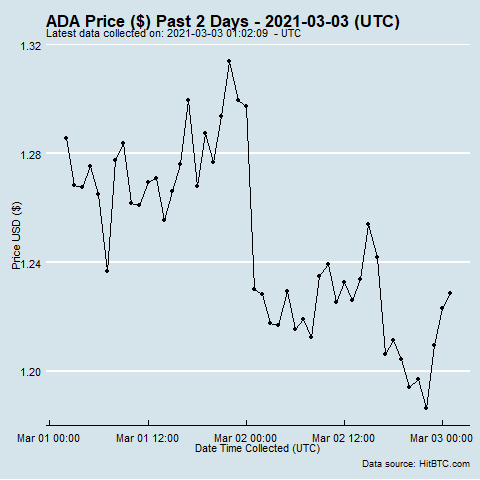 ADA Price ($) Past 2 Days - 2021-03-03 (UTC)
Latest data collected on: 2021-03-03 01:02:09 - UTC
1.32
1.28
1.24
1.20
Price USD ($)
Mar 01 00:00 Mar 01 12:00 Mar 02 00:00 Mar 02 12:00 Mar 03 00:00
Date Time Collected (UTC)
Data source: HitBTC.com